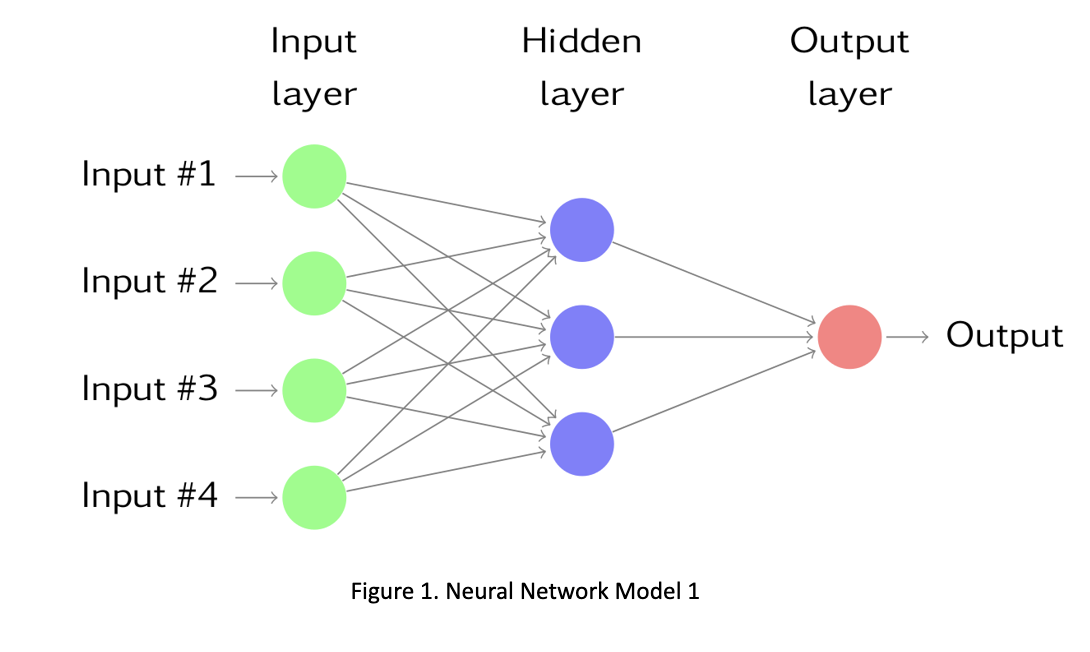 Input
layer
Hidden
layer
Output
layer
Input #1
Input #2
Input #3
Input #4
Output
Figure 1. Neural Network Model 1